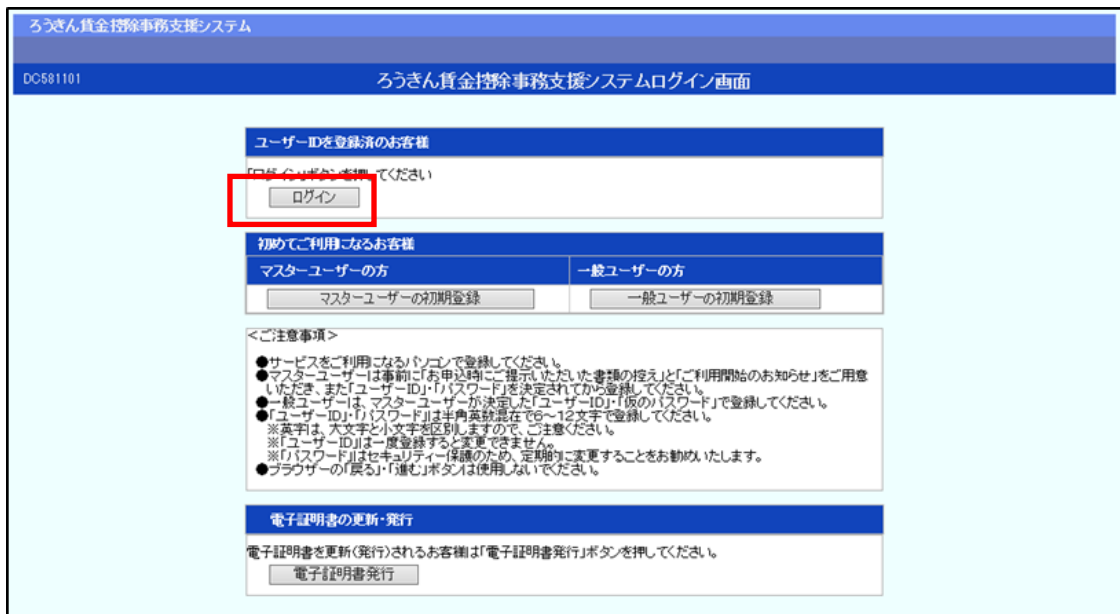 ろうきん賃金控除事務支援システム
DC581101
ろうきん賃金控除事務支援システムログイン画面
ユーザーIDを登録済のお客様
「ログイン」ボタンを押してください
ログイン
初めてご利用になるお客様
マスターユーザーの方
一般ユーザーの方
マスターユーザーの初期登録
一般ユーザーの初期登録
＜ご注意事項＞
●サービスをご利用になるパソコンで登録してください。
●マスターユーザーは事前に「お申込時にご提示いただいた書類の控え」と「ご利用開始のお知らせ」をご用意
いただき、また「ユーザーID」・「パスワード」を決定されてから登録してください。
●一般ユーザーは、マスターユーザーが決定した「ユーザーID」・「仮のパスワード」で登録してください。
●「ユーザーID」・「パスワード」は半角英数混在で6～12文字で登録してください。
※英字は、大文字と小文字を区別しますので、ご注意ください。
※「ユーザーID」は一度登録すると変更できません。
※「パスワード」はセキュリティー保護のため、定期的に変更することをお勧めいたします。
●ブラウザーの「戻る」・「進む」ボタンは使用しないでください。
電子証明書の更新・発行
電子証明書を更新（発行）されるお客様は「電子証明書発行」ボタンを押してください。
電子証明書発行